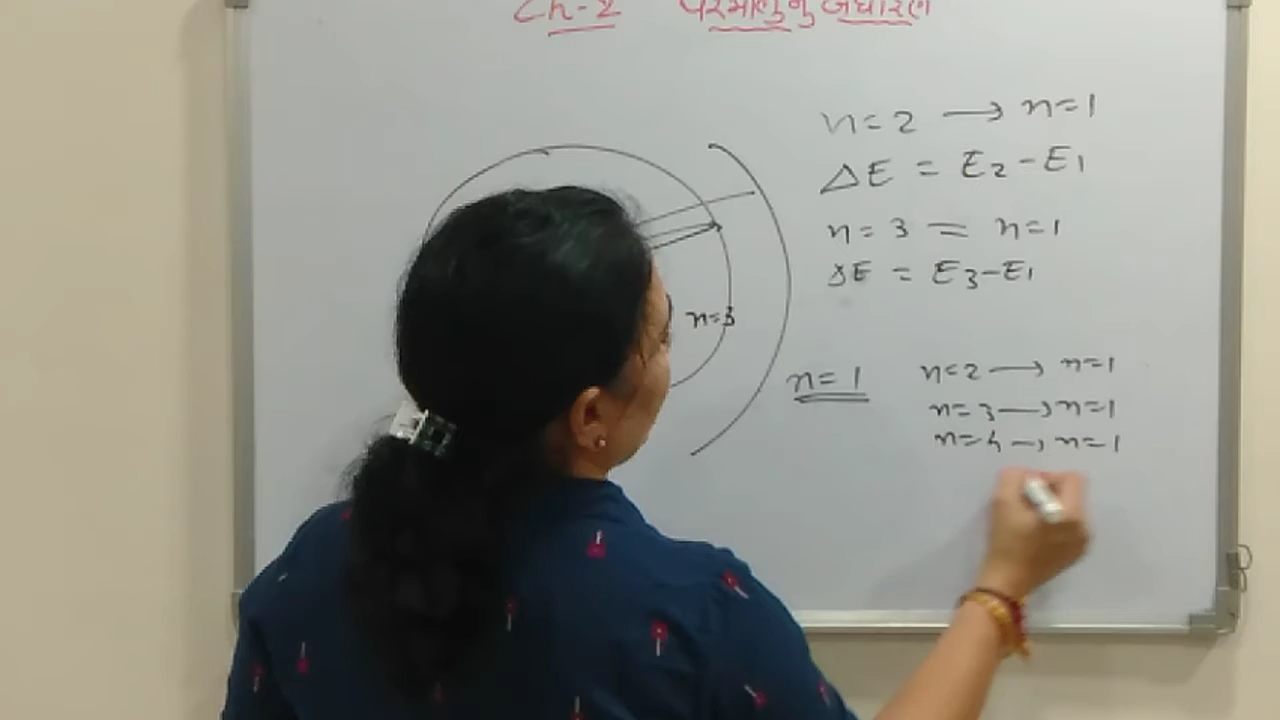 Ch-2 પરમાણુનું બંધારણ
n=2 → n=1
ΔE = E2-E1
n=3 = n=1
ΔE = E3-E1
n=3
n=1
n=2 → n=1
n=3 → n=1
n=4 → n=1